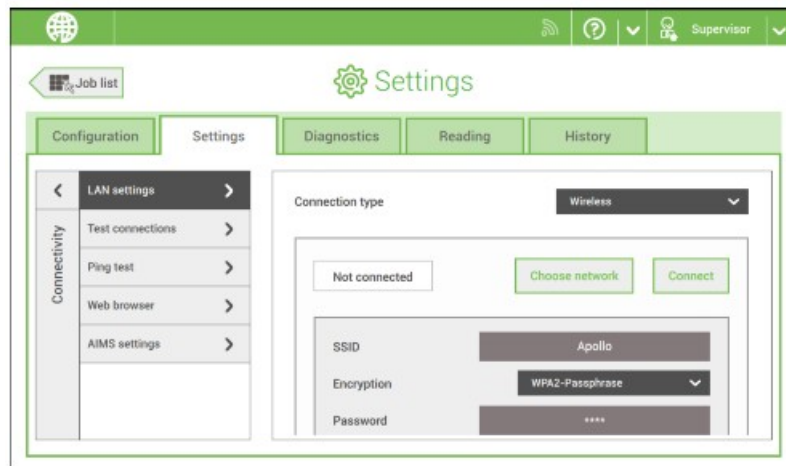 Supervisor
Job list
Settings
Configuration
Settings
Diagnostics
Reading
History
Connectivity
LAN settings
Test connections
Ping test
Web browser
AIMS settings
Connection type
Wireless
Not connected
Choose network
Connect
SSID
Apollo
Encryption
WPA2-Passphrase
Password
****